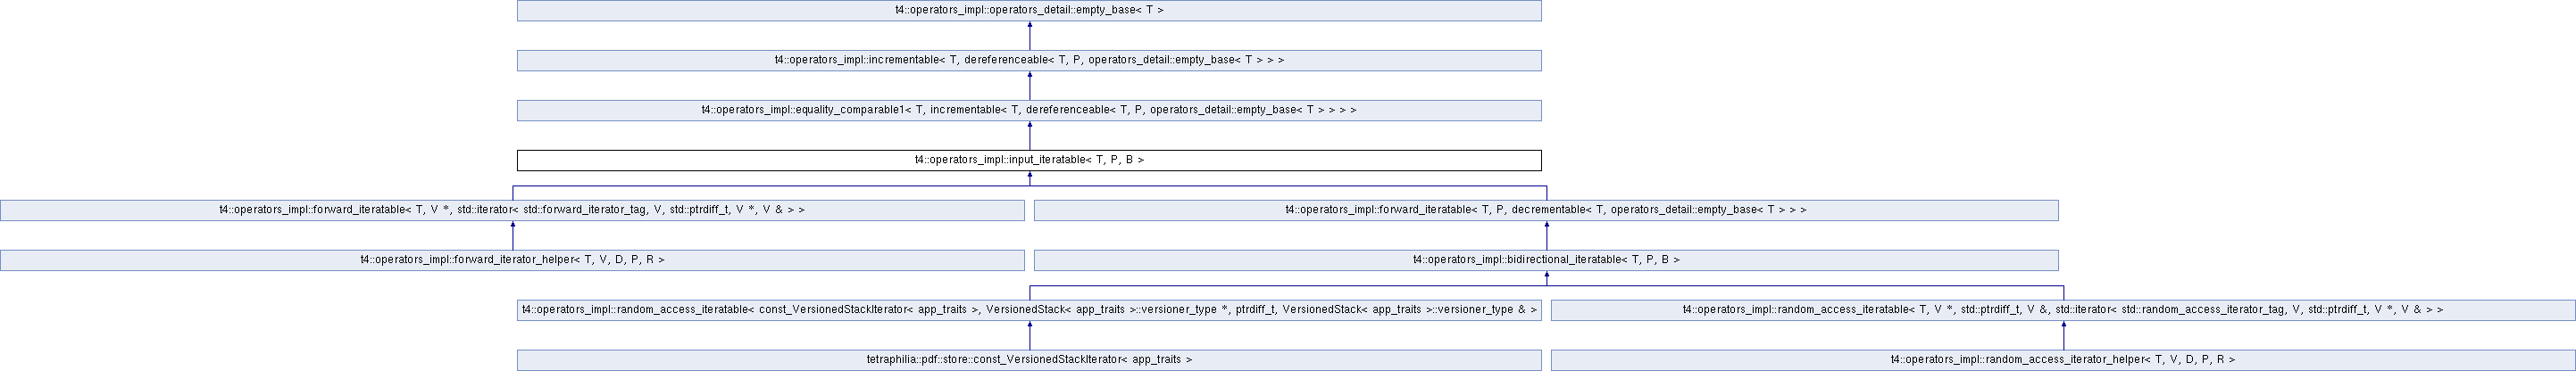 t4::operators_impl::operators_detail::empty_base< T >
t4::operators_impl::incrementable< T, dereferenceable< T, P, operators_detail::empty_base< T > > >
t4::operators_impl::equality_comparable1< T, incrementable< T, dereferenceable< T, P, operators_detail::empty_base< T > > > >
t4::operators_impl::input_iteratable< T, P, B >
t4::operators_impl::forward_iteratable< T, V *, std::iterator< std::forward_iterator_tag, V, std::ptrdiff_t, V *, V & > >
t4::operators_impl::forward_iteratable< T, P, decrementable< T, operators_detail::empty_base< T > > >
t4::operators_impl::forward_iterator_helper< T, V, D, P, R >
t4::operators_impl::bidirectional_iteratable< T, P, B >
t4::operators_impl::random_access_iteratable< const_VersionedStackIterator< app_traits >, VersionedStack< app_traits >::versioner_type *, ptrdiff_t, VersionedStack< app_traits >::versioner_type & >
t4::operators_impl::random_access_iteratable< T, V *, std::ptrdiff_t, V &, std::iterator< std::random_access_iterator_tag, V, std::ptrdiff_t, V *, V & > >
tetraphilia::pdf::store::const_VersionedStackIterator< app_traits >
t4::operators_impl::random_access_iterator_helper< T, V, D, P, R >